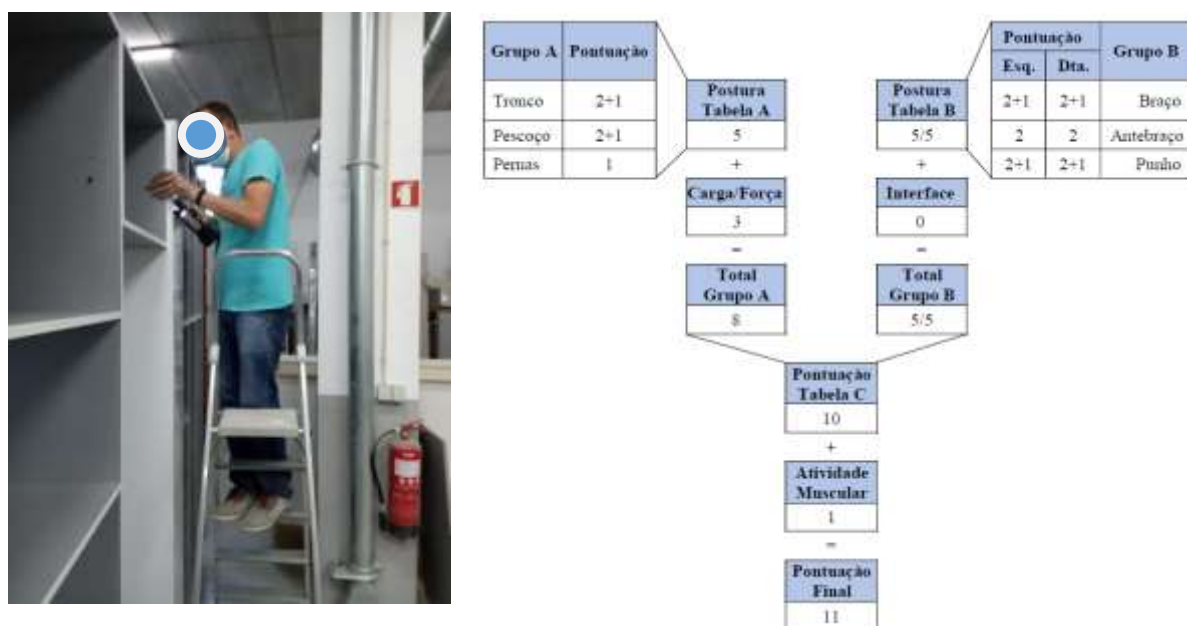 Grupo A Pontuação
Tronco 2+1
Pescoço 2+1
Pernas 1
Postura
Tabela A
5
+
Carga/Força
3
=
Total
Grupo A
8
Pontuação Grupo B
Esq. Dta.
2+1 2+1 Braço
2 2 Antebraço
2+1 2+1 Punho
Postura
Tabela B
5/5
+
Interface
0
=
Total
Grupo B
5/5
Pontuação
Tabela C
10
+
Atividade
Muscular
1
=
Pontuação
Final
11